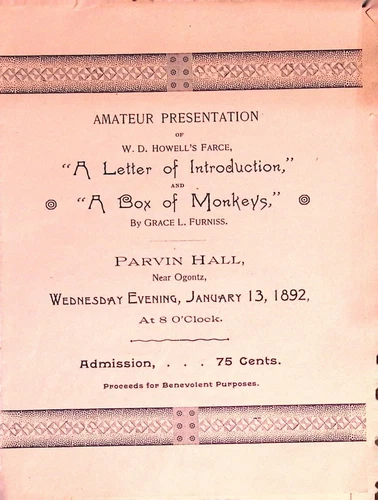 AMATEUR PRESENTATION
OF
W. D. HOWELL'S FARCE,
"A Letter of Introduction,"
AND
"A Box of Monkeys,"
BY GRACE L. FURNISS.
PARVIN HALL,
Near Ogontz,
WEDNESDAY EVENING, JANUARY 13, 1892,
At 8 O'Clock.
Admission, . . . 75 Cents.
Proceeds for Benevolent Purposes.